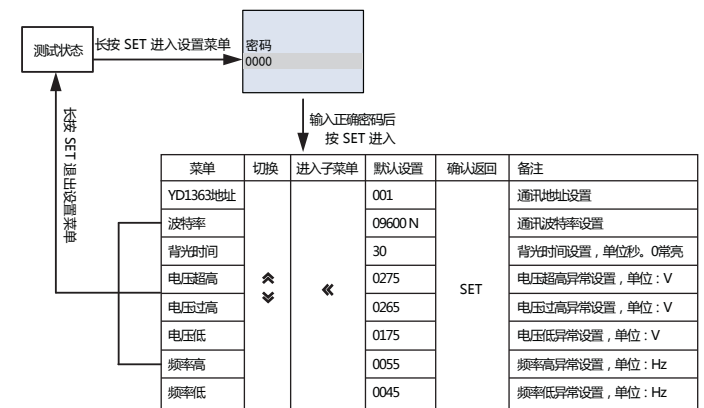 测试状态
长按 SET 进入设置菜单
密码
0000
输入正确密码后
按 SET 进入
长按 SET 退出设置菜单
菜单 切换 进入子菜单 默认设置 确认返回 备注
YD1363地址 001 通讯地址设置
波特率 09600 N 通讯波特率设置
背光时间 30 背光时间设置，单位秒。0常亮
电压超高 0275 电压超高异常设置，单位：V
SET
电压过高 0265 电压过高异常设置，单位：V
电压低 0175 电压低异常设置，单位：V
频率高 0055 频率高异常设置，单位：Hz
频率低 0045 频率低异常设置，单位：Hz